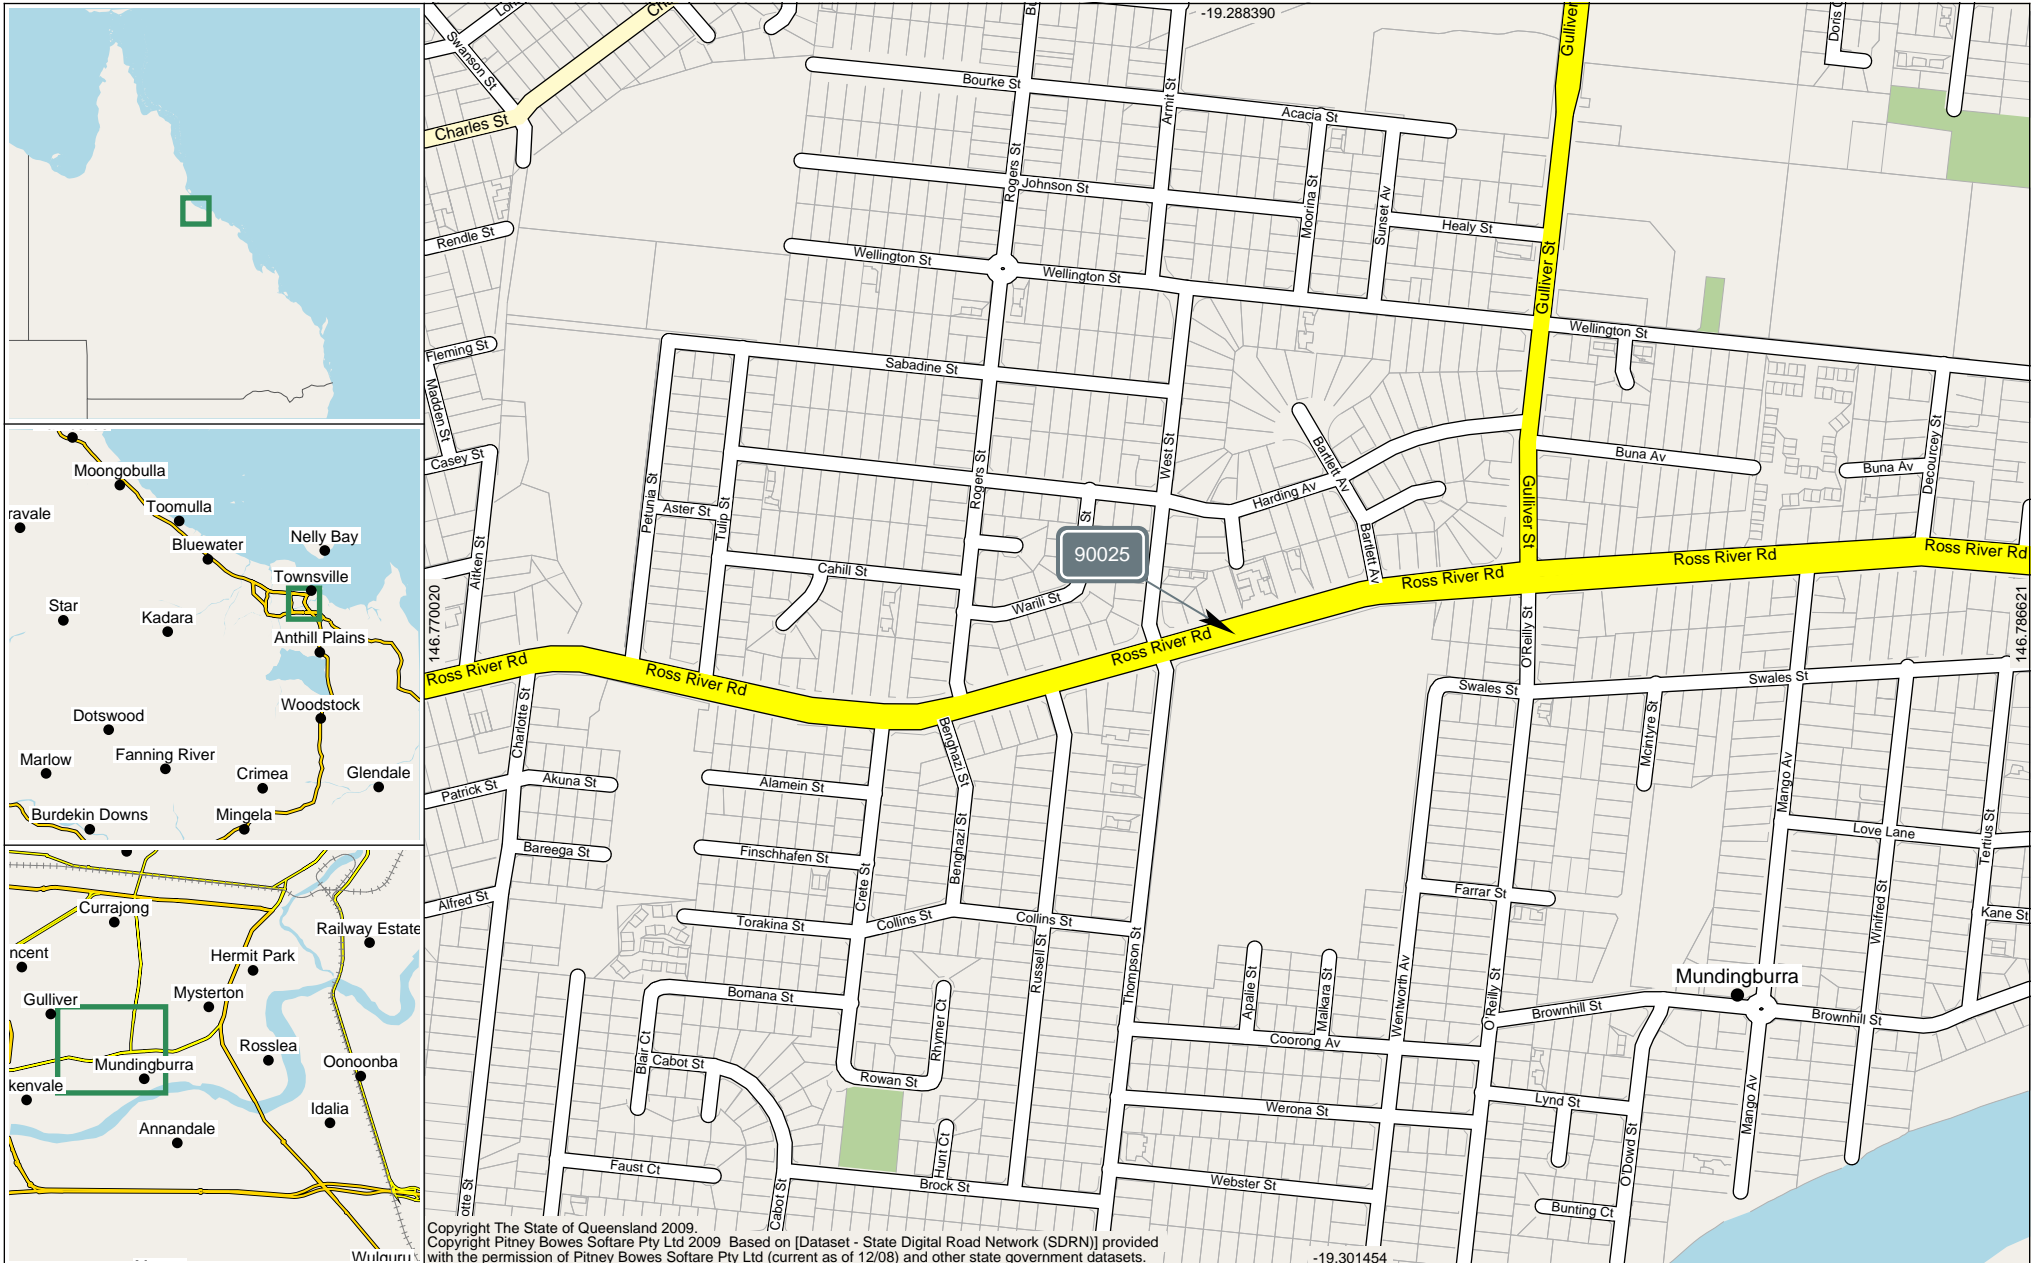 -19.288390
Swanson St
Charles St
Bourke St
Acacia St
Armit St
Gulliver
Doris
Rogers St
Johnson St
Moorina St
Sunset Av
Healy St
Gulliver St
Rendle St
Wellington St
Wellington St
Wellington St
Fleming St
Madden St
Casey St
Aitken St
Sabadine St
Petunia St
Aster St
Tulip St
Rogers St
West St
St
Bartlett Av
Harding Av
Bartlett Av
Gulliver St
Buna Av
Buna Av
Decourcey St
90025
Cahill St
Warili St
Ross River Rd
Ross River Rd
Ross River Rd
Ross River Rd
Ross River Rd
Ross River Rd
146.770020
146.786621
O'Reilly St
Swales St
Swales St
Mcintyre St
Mango Av
Charlotte St
Patrick St
Akuna St
Alamein St
Benghazi St
Benghazi St
Bareega St
Finschhafen St
Crete St
Alfred St
Torakina St
Collins St
Collins St
Russell St
Thompson St
Love Lane
Tertius St
Farrar St
Winifred St
Kane St
Bomana St
Blair Ct
Cabot St
Rhymer Ct
Rowan St
Apalie St
Malkara St
Wentworth Av
O'Reilly St
Mundingburra
Brownhill St
Brownhill St
Coorong Av
Werona St
Lynd St
Mango Av
O'Dowd St
Hunt Ct
Faust Ct
Cabot St
Brock St
Webster St
Bunting Ct
otte St
Moongobulla
Toomulla
ravale
Bluewater
Nelly Bay
Townsville
Star
Kadara
Anthill Plains
Woodstock
Dotswood
Marlow
Fanning River
Crimea
Glendale
Burdekin Downs
Mingela
Currajong
Railway Estate
ncent
Hermit Park
Gulliver
Mysterton
Rosslea
Mundingburra
Oonoonba
kenvale
Idalia
Annandale
Wulguru
Copyright The State of Queensland 2009.
Copyright Pitney Bowes Softare Pty Ltd 2009  Based on [Dataset - State Digital Road Network (SDRN)] provided
with the permission of Pitney Bowes Softare Pty Ltd (current as of 12/08) and other state government datasets.
-19.301454